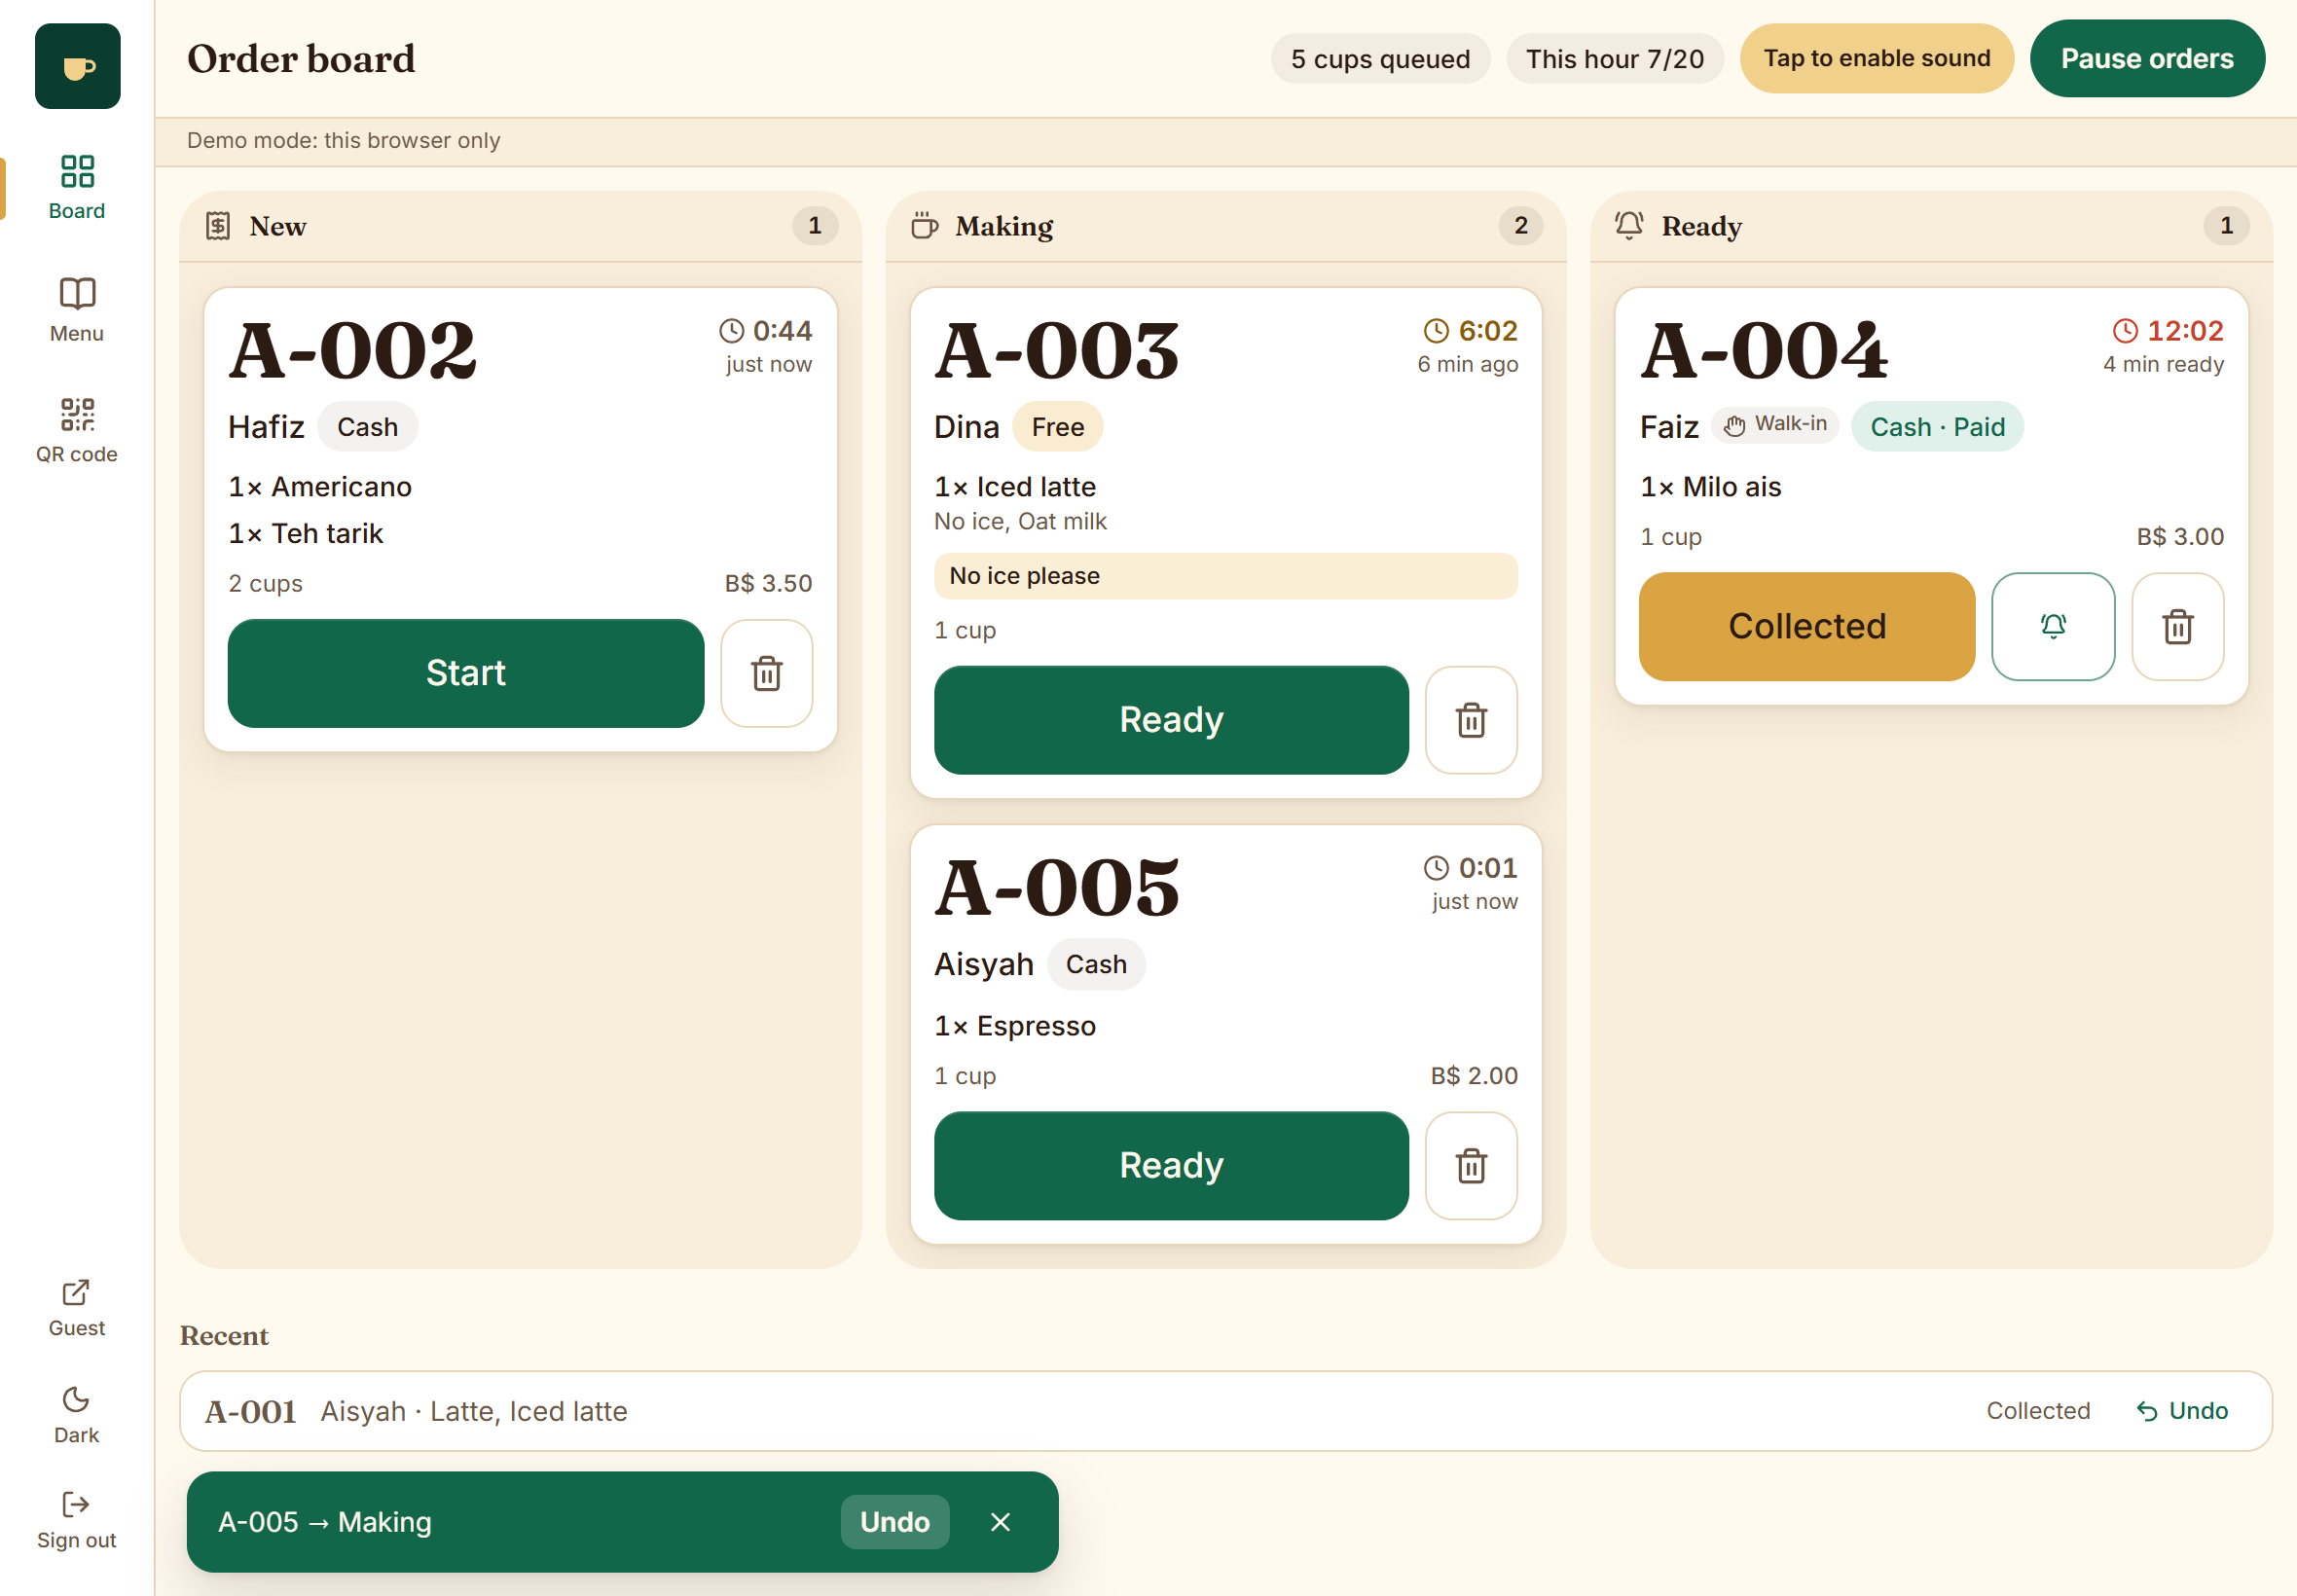 Order board
5 cups queued
This hour 7/20
Tap to enable sound
Pause orders
Demo mode: this browser only
Board
Menu
QR code
Guest
Dark
Sign out
New
1
A-002
0:44
just now
Hafiz
Cash
1× Americano
1× Teh tarik
2 cups
B$ 3.50
Start
Making
2
A-003
6:02
6 min ago
Dina
Free
1× Iced latte
No ice, Oat milk
No ice please
1 cup
Ready
A-005
0:01
just now
Aisyah
Cash
1× Espresso
1 cup
B$ 2.00
Ready
Ready
1
A-004
12:02
4 min ready
Faiz
Walk-in
Cash · Paid
1× Milo ais
1 cup
B$ 3.00
Collected
Recent
A-001 Aisyah · Latte, Iced latte
Collected
Undo
A-005 → Making
Undo